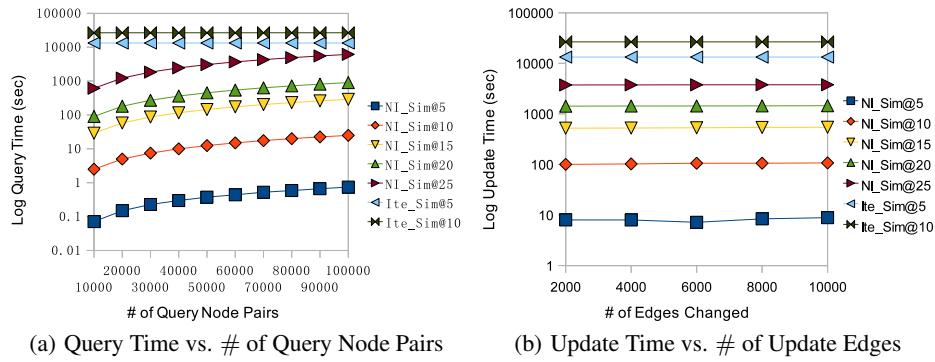 100000
10000
1000
100
10
1
0.1
0.01
Log Query Time (sec)
20000 40000 60000 80000 100000
10000 30000 50000 70000 90000
# of Query Node Pairs
NI_Sim@5
NI_Sim@10
NI_Sim@15
NI_Sim@20
NI_Sim@25
Ite_Sim@5
Ite_Sim@10
(a) Query Time vs. # of Query Node Pairs
100000
10000
1000
100
10
1
Log Update Time (sec)
2000 4000 6000 8000 10000
# of Edges Changed
NI_Sim@5
NI_Sim@10
NI_Sim@15
NI_Sim@20
NI_Sim@25
Ite_Sim@5
Ite_Sim@10
(b) Update Time vs. # of Update Edges